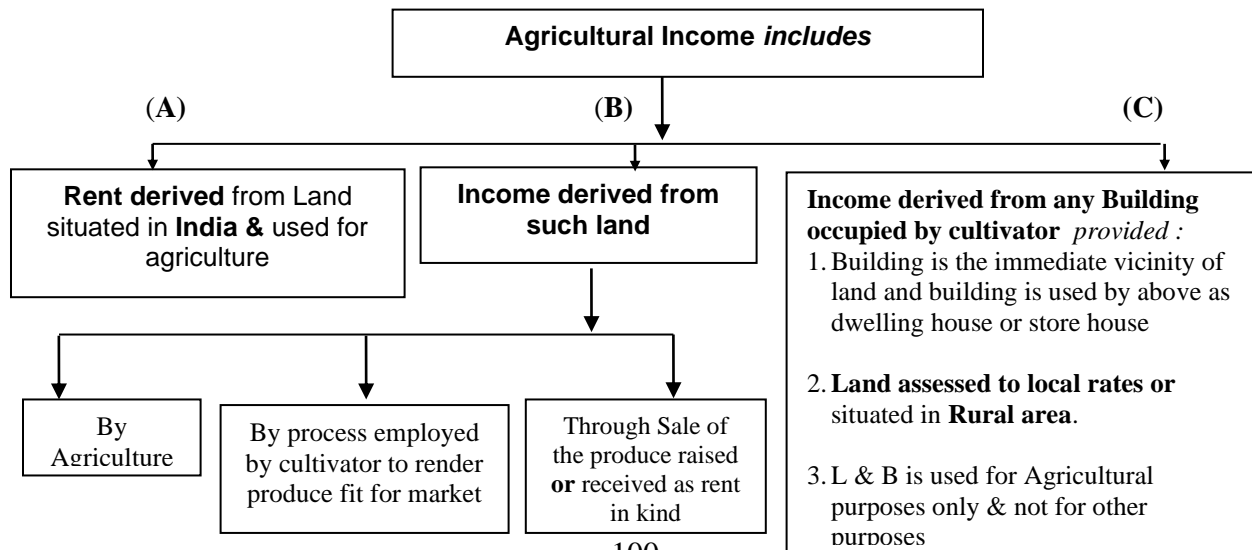 Agricultural Income includes
(A)
(B)
(C)
Rent derived from Land
situated in India & used for
agriculture
Income derived from
such land
Income derived from any Building
occupied by cultivator provided :
1. Building is the immediate vicinity of
land and building is used by above as
dwelling house or store house
2. Land assessed to local rates or
situated in Rural area.
3. L & B is used for Agricultural
purposes only & not for other
purposes
By
Agriculture
By process employed
by cultivator to render
produce fit for market
Through Sale of
the produce raised
or received as rent
in kind
100